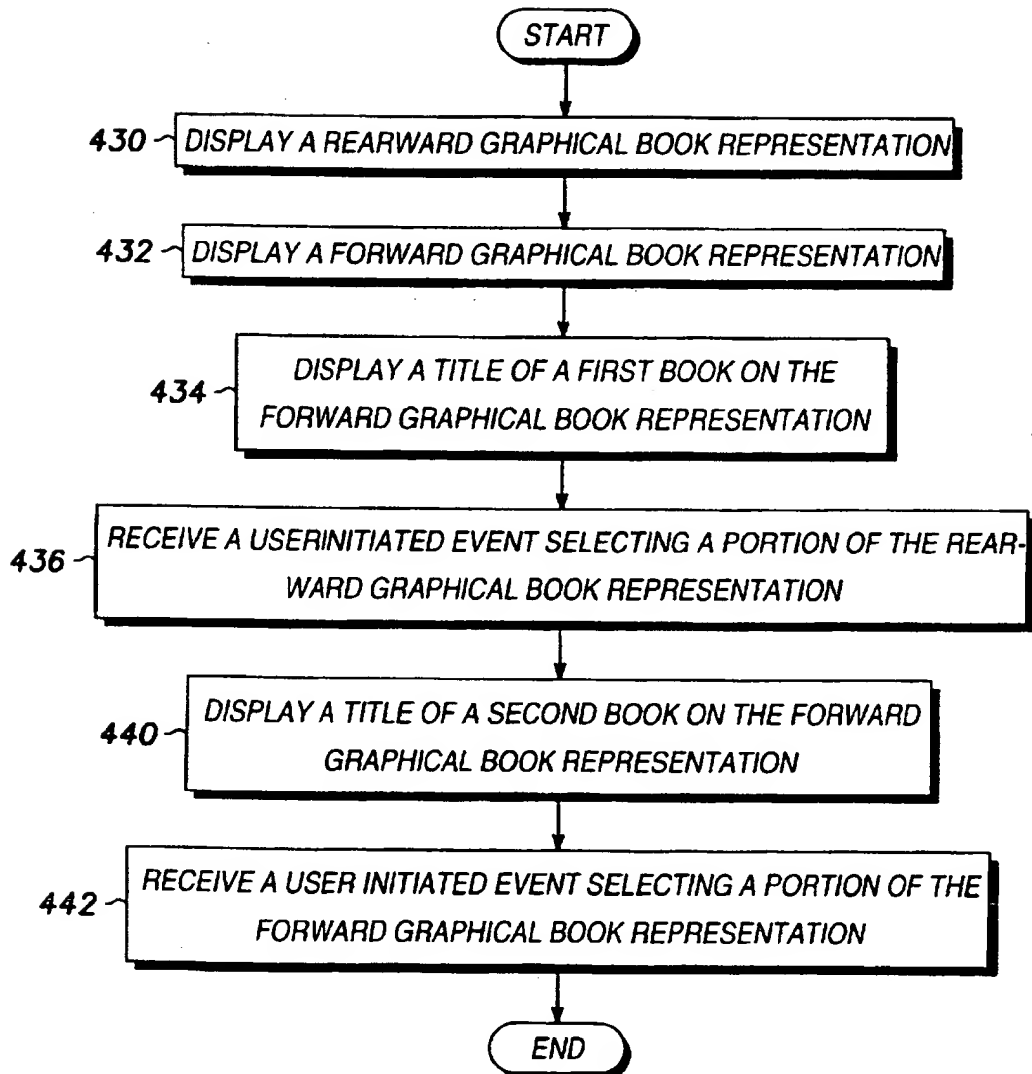 START
430 DISPLAY A REARWARD GRAPHICAL BOOK REPRESENTATION
432 DISPLAY A FORWARD GRAPHICAL BOOK REPRESENTATION
434 DISPLAY A TITLE OF A FIRST BOOK ON THE
FORWARD GRAPHICAL BOOK REPRESENTATION
436 RECEIVE A USERINITIATED EVENT SELECTING A PORTION OF THE REAR-
WARD GRAPHICAL BOOK REPRESENTATION
440 DISPLAY A TITLE OF A SECOND BOOK ON THE FORWARD
GRAPHICAL BOOK REPRESENTATION
442 RECEIVE A USER INITIATED EVENT SELECTING A PORTION OF THE
FORWARD GRAPHICAL BOOK REPRESENTATION
END